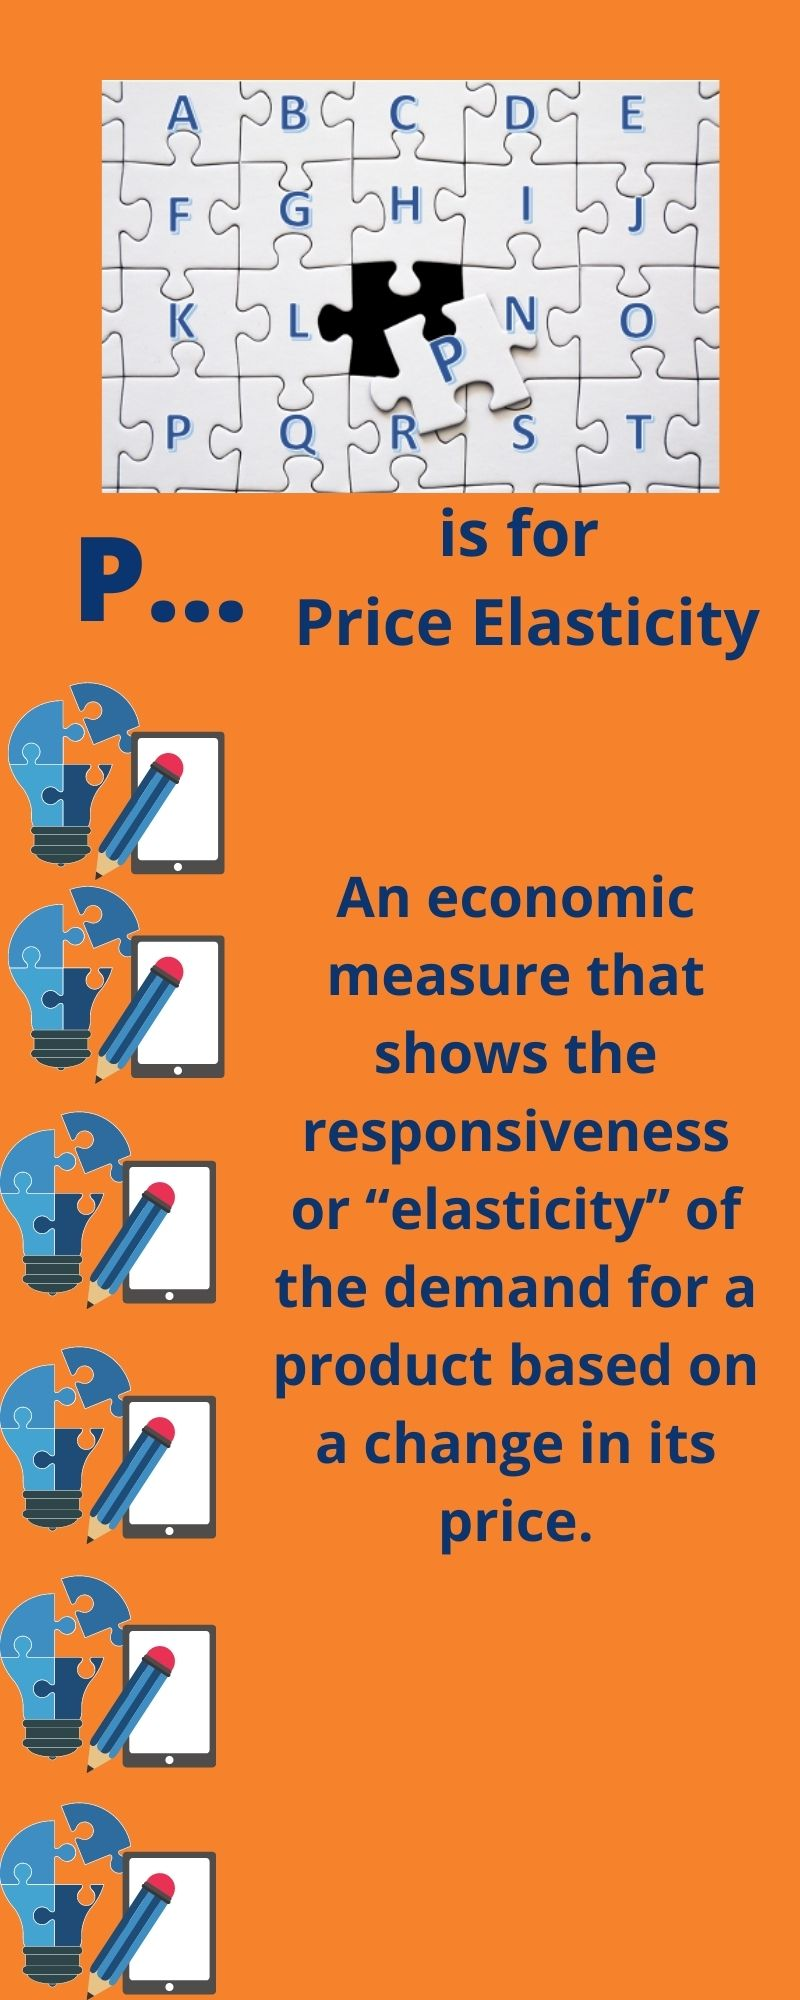 A B C D E
F G H I J
K L P N O
P Q R S T
P... is for
Price Elasticity
An economic
measure that
shows the
responsiveness
or “elasticity” of
the demand for a
product based on
a change in its
price.